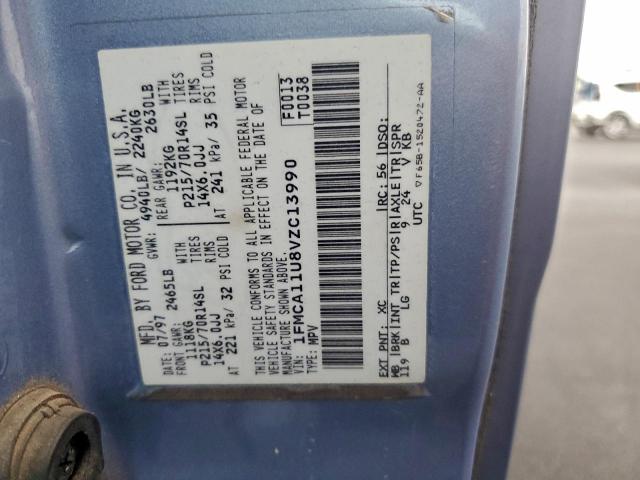 MFD. BY FORD MOTOR CO. IN U.S.A.
DATE: 07/97 GVWR: 4940LB/ 2240KG
FRONT GAWR: 2465LB REAR GAWR: 2630LB
1118KG WITH 1192KG WITH
P215/70R14SL TIRES P215/70R14SL TIRES
14X6.0JJ RIMS 14X6.0JJ RIMS
AT 221 kPa/ 32 PSI COLD AT 241 kPa/ 35 PSI COLD
THIS VEHICLE CONFORMS TO ALL APPLICABLE FEDERAL MOTOR
VEHICLE SAFETY STANDARDS IN EFFECT ON THE DATE OF
MANUFACTURE SHOWN ABOVE.
VIN: 1FMCA11U8VZC13990 F0013
TYPE: MPV T0038
EXT PNT: XC RC: 56 DSO:
WB BRK INT TR TP/PS R AXLE TR SPR
119 B LG 9 24 V KB
UTC ▽F65B-1520472-AA